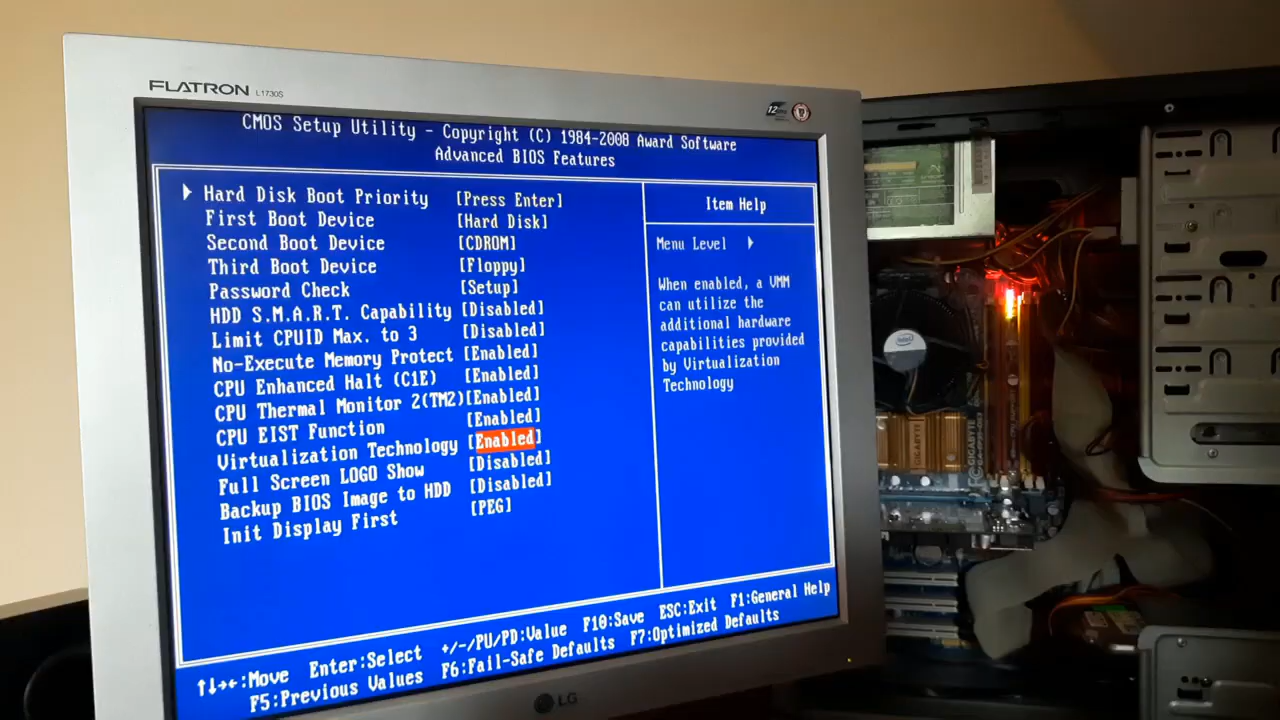 FLATRON L1730S
CMOS Setup Utility - Copyright (C) 1984-2008 Award Software
Advanced BIOS Features
Hard Disk Boot Priority [Press Enter]
First Boot Device [Hard Disk]
Second Boot Device [CDROM]
Third Boot Device [Floppy]
Password Check [Setup]
HDD S.M.A.R.T. Capability [Disabled]
Limit CPUID Max. to 3 [Disabled]
No-Execute Memory Protect [Enabled]
CPU Enhanced Halt (C1E) [Enabled]
CPU Thermal Monitor 2(TM2) [Enabled]
CPU EIST Function [Enabled]
Virtualization Technology [Enabled]
Full Screen LOGO Show [Disabled]
Backup BIOS Image to HDD [Disabled]
Init Display First [PEG]
Item Help
Menu Level
When enabled, a VMM
can utilize the
additional hardware
capabilities provided
by Virtualization
Technology
↑↓→←:Move Enter:Select +/-/PU/PD:Value F10:Save ESC:Exit F1:General Help
F5:Previous Values F6:Fail-Safe Defaults F7:Optimized Defaults
LG
intel
GIGABYTE
GIGABYTE